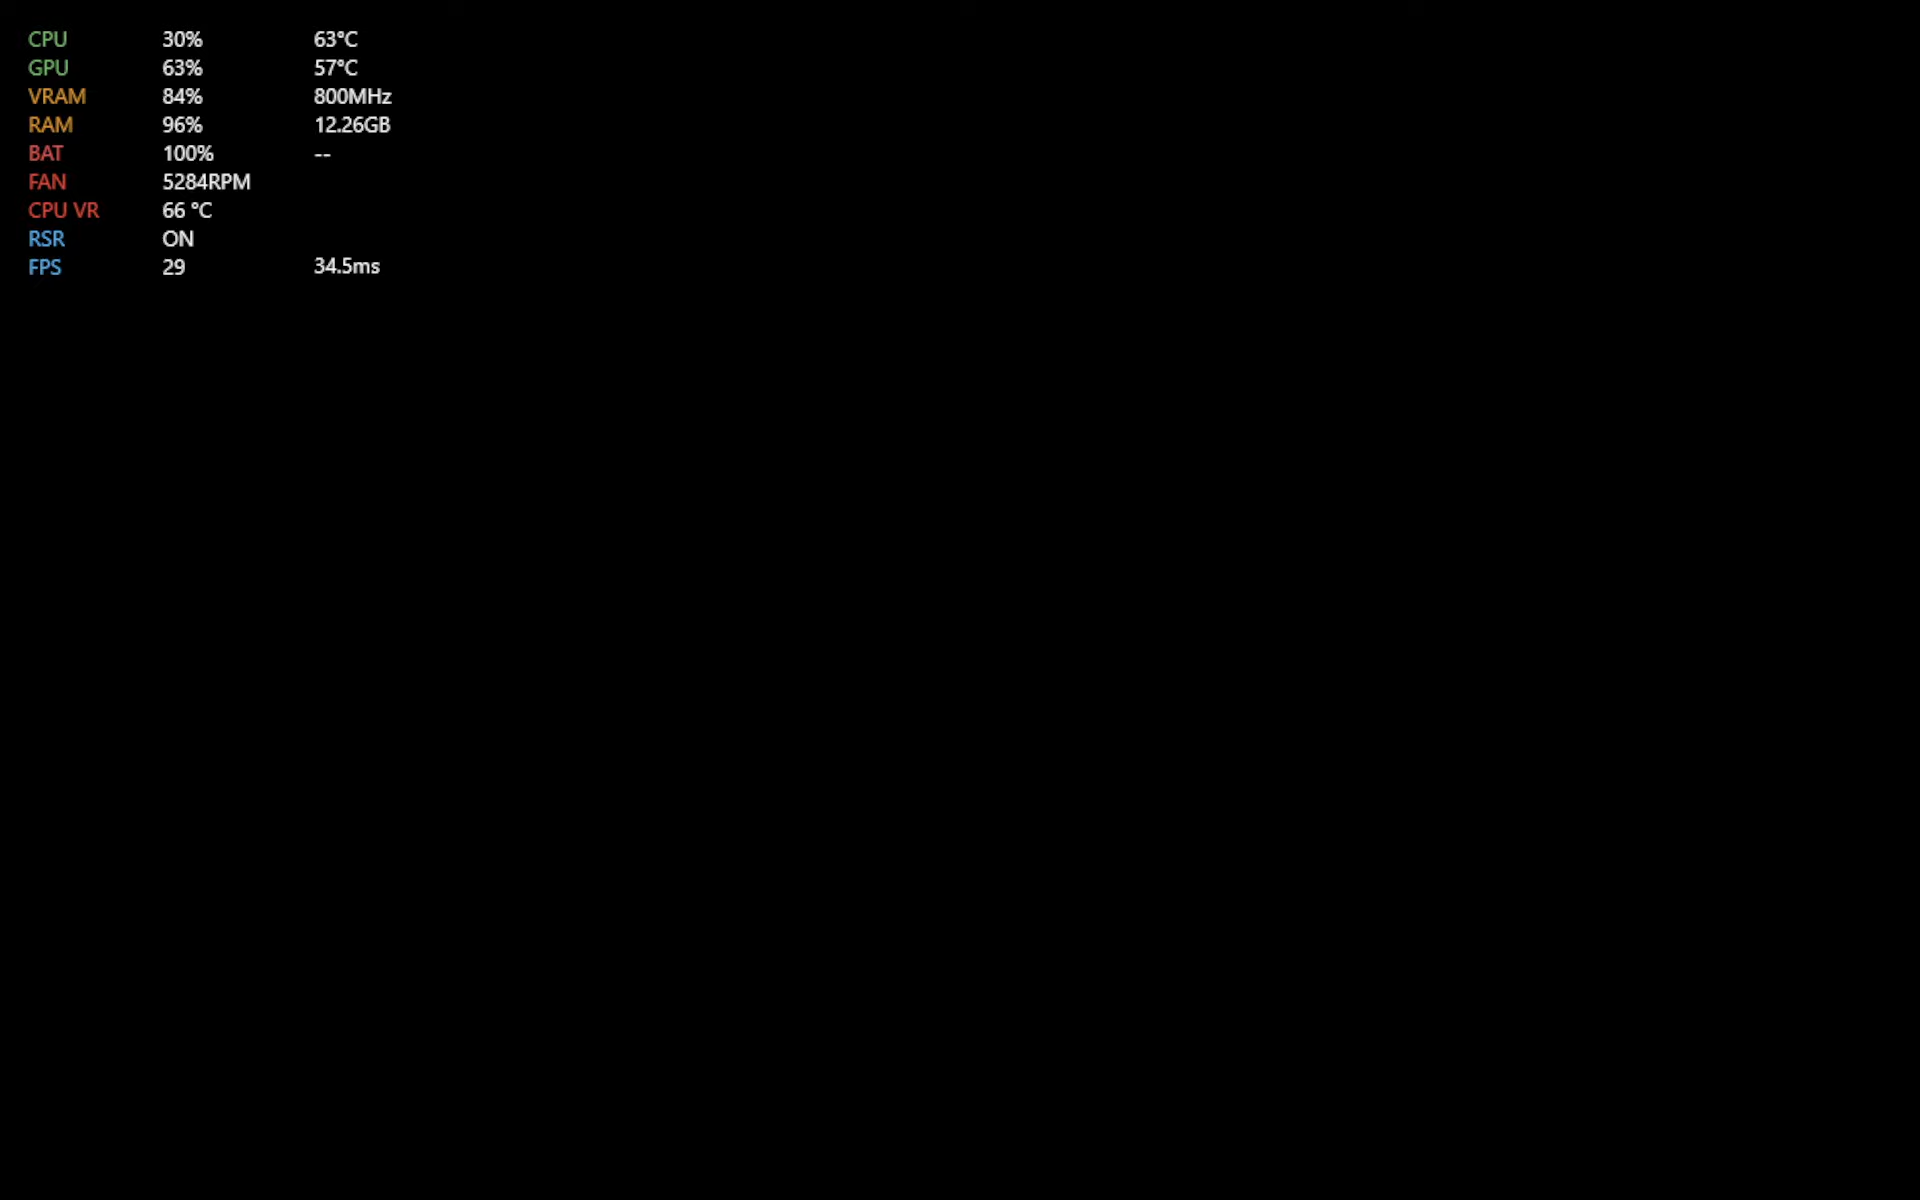 CPU 30% 63°C
GPU 63% 57°C
VRAM 84% 800MHz
RAM 96% 12.26GB
BAT 100% --
FAN 5284RPM
CPU VR 66 °C
RSR ON
FPS 29 34.5ms